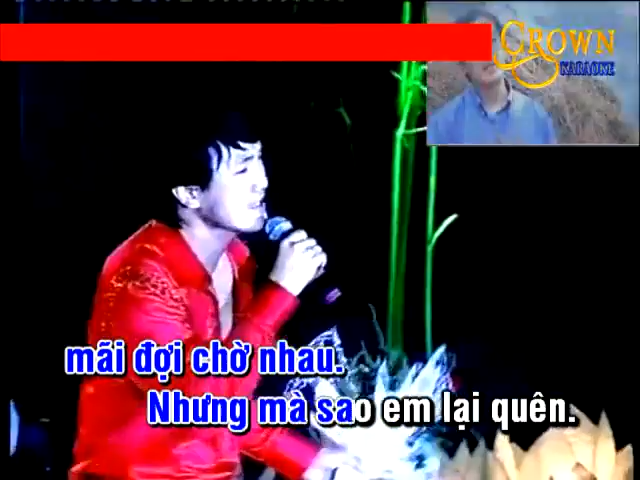 CROWN
KARAOKE
mãi đợi chờ nhau.
Nhưng mà sao em lại quên.